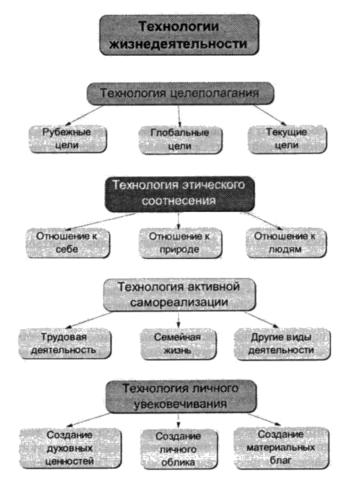 Технологии
жизнедеятельности
Технология целеполагания
Рубежные
цели
Глобальные
цели
Текущие
цели
Технология этического
соотнесения
Отношение к
себе
Отношение к
природе
Отношение к
людям
Технология активной
самореализации
Трудовая
деятельность
Семейная
жизнь
Другие виды
деятельности
Технология личного
увековечивания
Создание
духовных
ценностей
Создание
личного
облика
Создание
материальных
благ